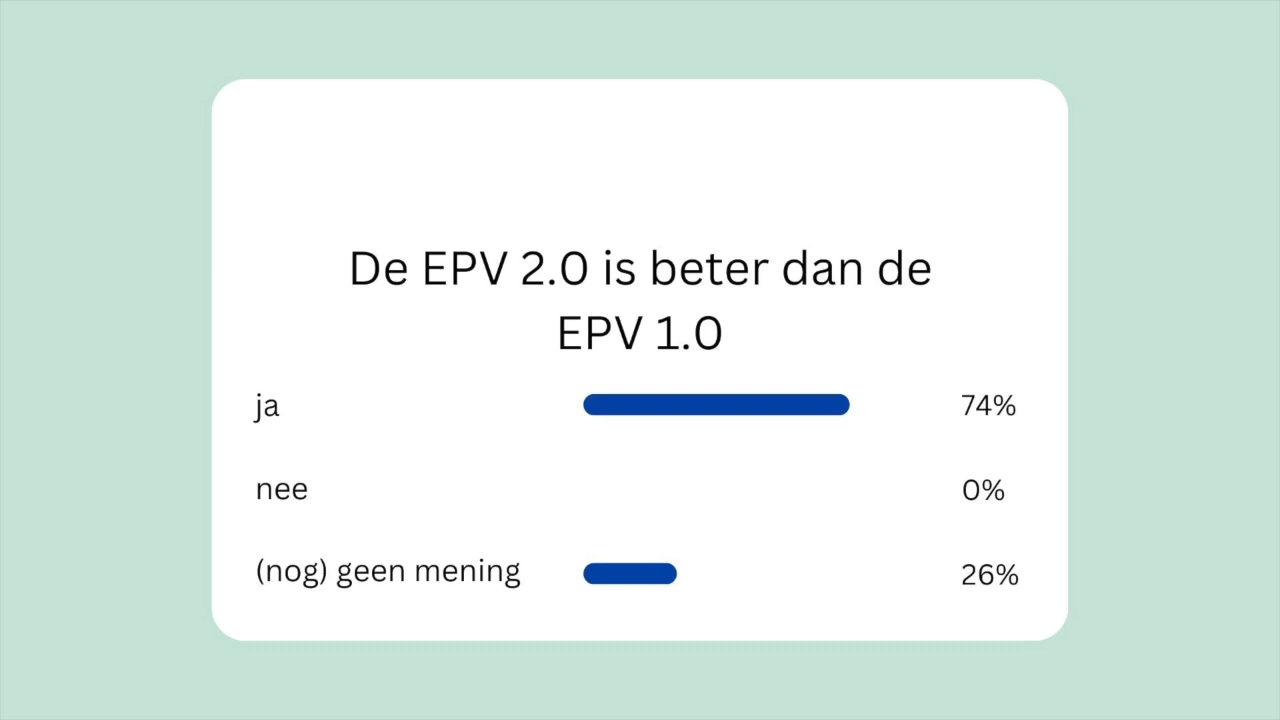 De EPV 2.0 is beter dan de
EPV 1.0
ja 74%
nee 0%
(nog) geen mening 26%